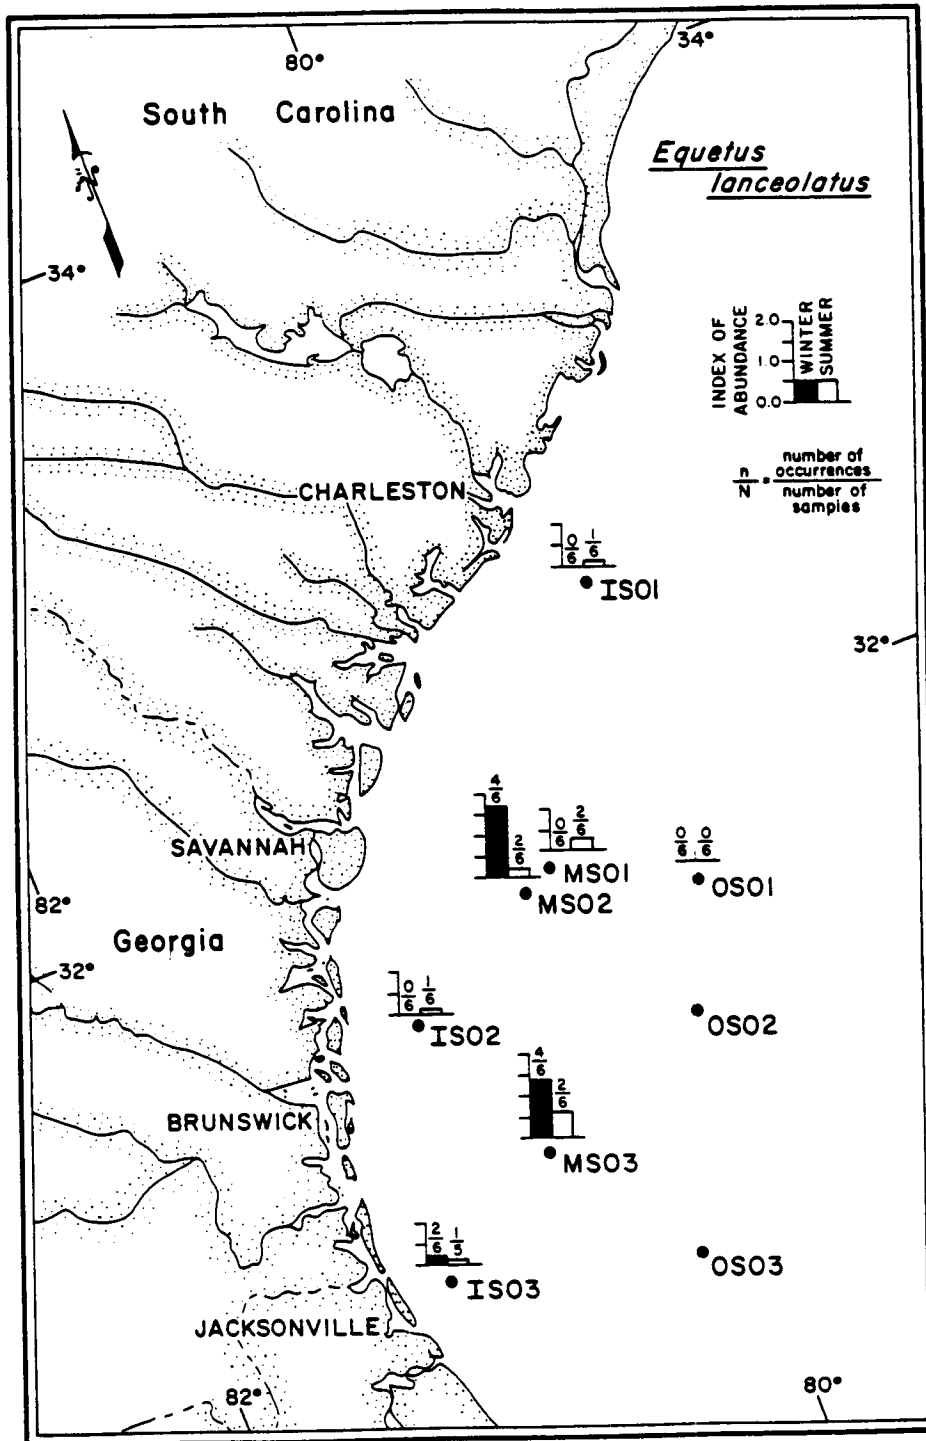 80°
34°
South Carolina
Equetus
lanceolatus
N
34°
INDEX OF
ABUNDANCE
2.0
1.0
0.0
WINTER
SUMMER
n/N = number of occurrences / number of samples
CHARLESTON
0/6 1/6
IS01
32°
4/6 2/6
0/6 2/6
0/6 0/6
SAVANNAH
MS01
OS01
MS02
82°
Georgia
32°
0/6 1/6
IS02
OS02
4/6 2/6
BRUNSWICK
MS03
2/6 1/5
OS03
IS03
JACKSONVILLE
82°
80°